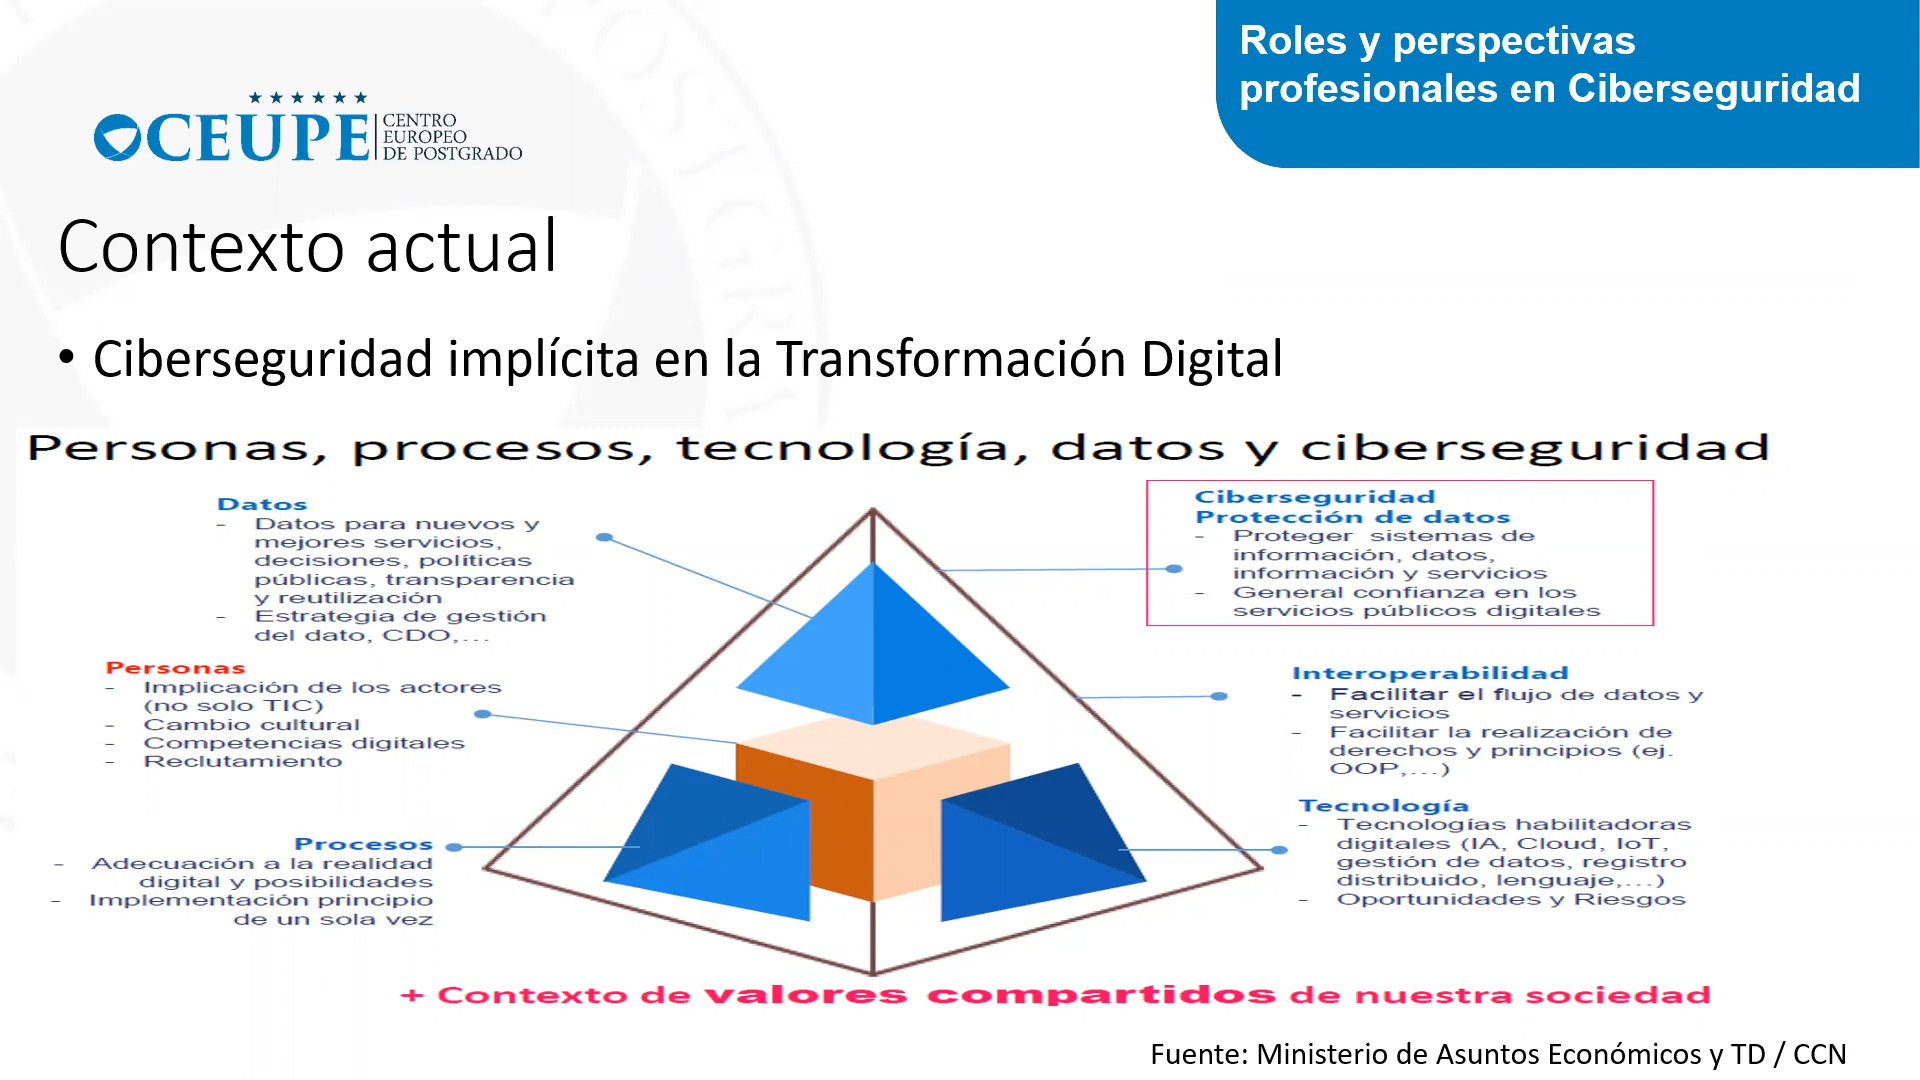 Roles y perspectivas
profesionales en Ciberseguridad
CEUPE
CENTRO
EUROPEO
DE POSTGRADO
Contexto actual
• Ciberseguridad implícita en la Transformación Digital
Personas, procesos, tecnología, datos y ciberseguridad
Datos
- Datos para nuevos y
mejores servicios,
decisiones, políticas
públicas, transparencia
y reutilización
- Estrategia de gestión
del dato, CDO,...
Personas
- Implicación de los actores
(no solo TIC)
- Cambio cultural
- Competencias digitales
- Reclutamiento
Procesos
- Adecuación a la realidad
digital y posibilidades
- Implementación principio
de un sola vez
Ciberseguridad
Protección de datos
- Proteger sistemas de
información, datos,
información y servicios
- General confianza en los
servicios públicos digitales
Interoperabilidad
- Facilitar el flujo de datos y
servicios
- Facilitar la realización de
derechos y principios (ej.
OOP,...)
Tecnología
- Tecnologías habilitadoras
digitales (IA, Cloud, IoT,
gestión de datos, registro
distribuido, lenguaje,...)
- Oportunidades y Riesgos
+ Contexto de valores compartidos de nuestra sociedad
Fuente: Ministerio de Asuntos Económicos y TD / CCN